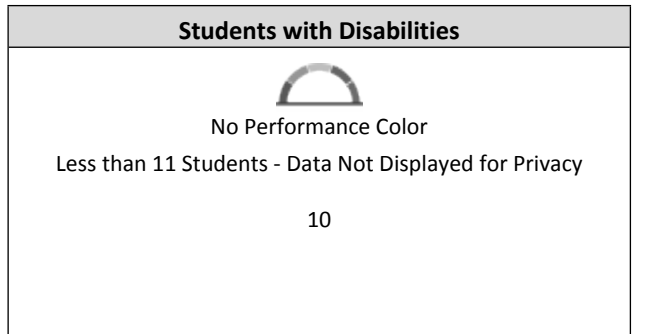 Students with Disabilities
No Performance Color
Less than 11 Students - Data Not Displayed for Privacy
10